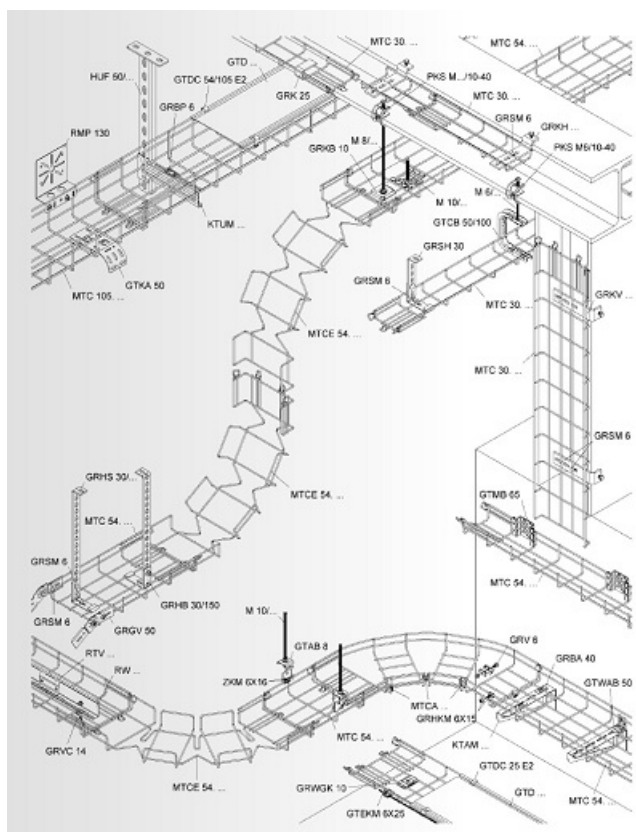 MTC 30. ...
MTC 54. ...
GTD ...
GTDC 54/105 E2
HUF 50/...
GRBP 6
GRK 25
PKS M.../10-40
MTC 30. ...
GRSM 6
GRKH ...
RMP 130
GRKB 10
M 8/...
PKS M6/10-40
M 6/...
M 10/...
KTUM ...
GTCB 50/100
GRSH 30
GTKA 50
GRSM 6
MTC 105. ...
MTC 30. ...
GRKV ...
MTCE 54. ...
MTC 30. ...
GRSM 6
GRHS 30/...
MTCE 54. ...
GTMB 65
MTC 54. ...
GRSM 6
MTC 54. ...
GRSM 6
GRHB 30/150
GRGV 50
M 10/...
GTAB 8
GRV 6
RTV ...
GRBA 40
RW ...
ZKM 6X16
GTWAB 50
MTCA ...
GRHKM 6X15
GRVC 14
MTC 54. ...
KTAM ...
GTDC 25 E2
MTCE 54. ...
GRWGK 10
GTD ...
MTC 54. ...
GTEKM 6X25